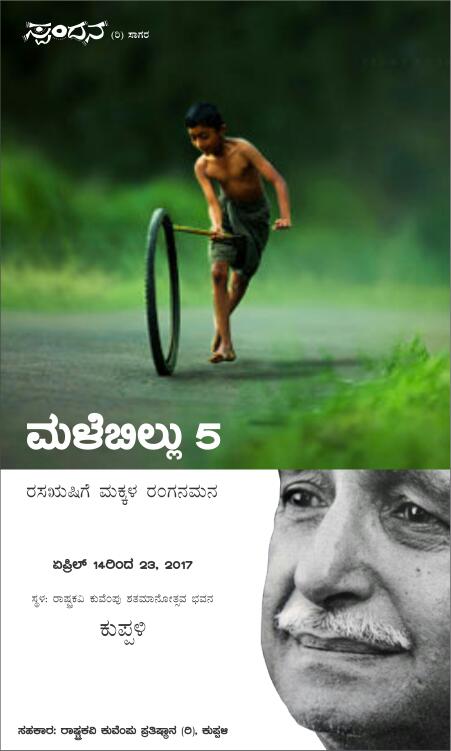 ಸ್ಪಂದನ (ರಿ) ಸಾಗರ
ಮಳೆಬಿಲ್ಲು 5
ರಸಋಷಿಗೆ ಮಕ್ಕಳ ರಂಗನಮನ
ಏಪ್ರಿಲ್ 14ರಿಂದ 23, 2017
ಸ್ಥಳ: ರಾಷ್ಟ್ರಕವಿ ಕುವೆಂಪು ಶತಮಾನೋತ್ಸವ ಭವನ
ಕುಪ್ಪಳಿ
ಸಹಕಾರ: ರಾಷ್ಟ್ರಕವಿ ಕುವೆಂಪು ಪ್ರತಿಷ್ಠಾನ (ರಿ), ಕುಪ್ಪಳಿ